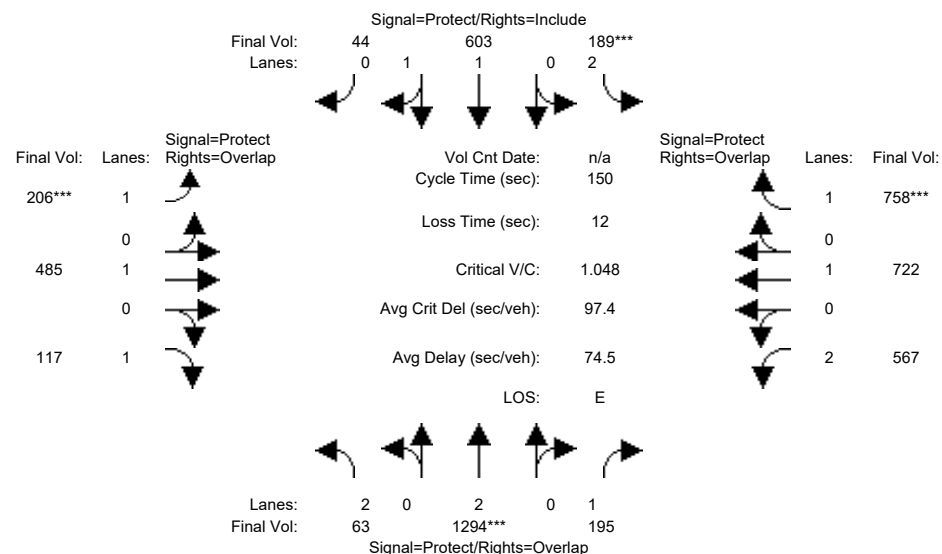 Signal=Protect/Rights=Include
Final Vol: 44 603 189***
Lanes: 0 1 1 0 2
Signal=Protect Signal=Protect
Final Vol: Lanes: Rights=Overlap Vol Cnt Date: n/a Rights=Overlap Lanes: Final Vol:
Cycle Time (sec): 150
206*** 1 1 758***
Loss Time (sec): 12
0 0
485 1 Critical V/C: 1.048 1 722
0 Avg Crit Del (sec/veh): 97.4 0
117 1 Avg Delay (sec/veh): 74.5 2 567
LOS: E
Lanes: 2 0 2 0 1
Final Vol: 63 1294*** 195
Signal=Protect/Rights=Overlap